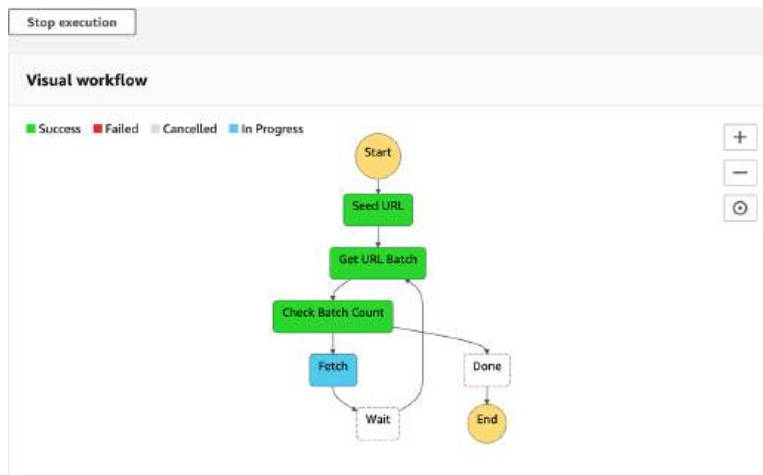 Stop execution
Visual workflow
Success Failed Cancelled In Progress
Start
Seed URL
Get URL Batch
Check Batch Count
Fetch
Done
Wait
End